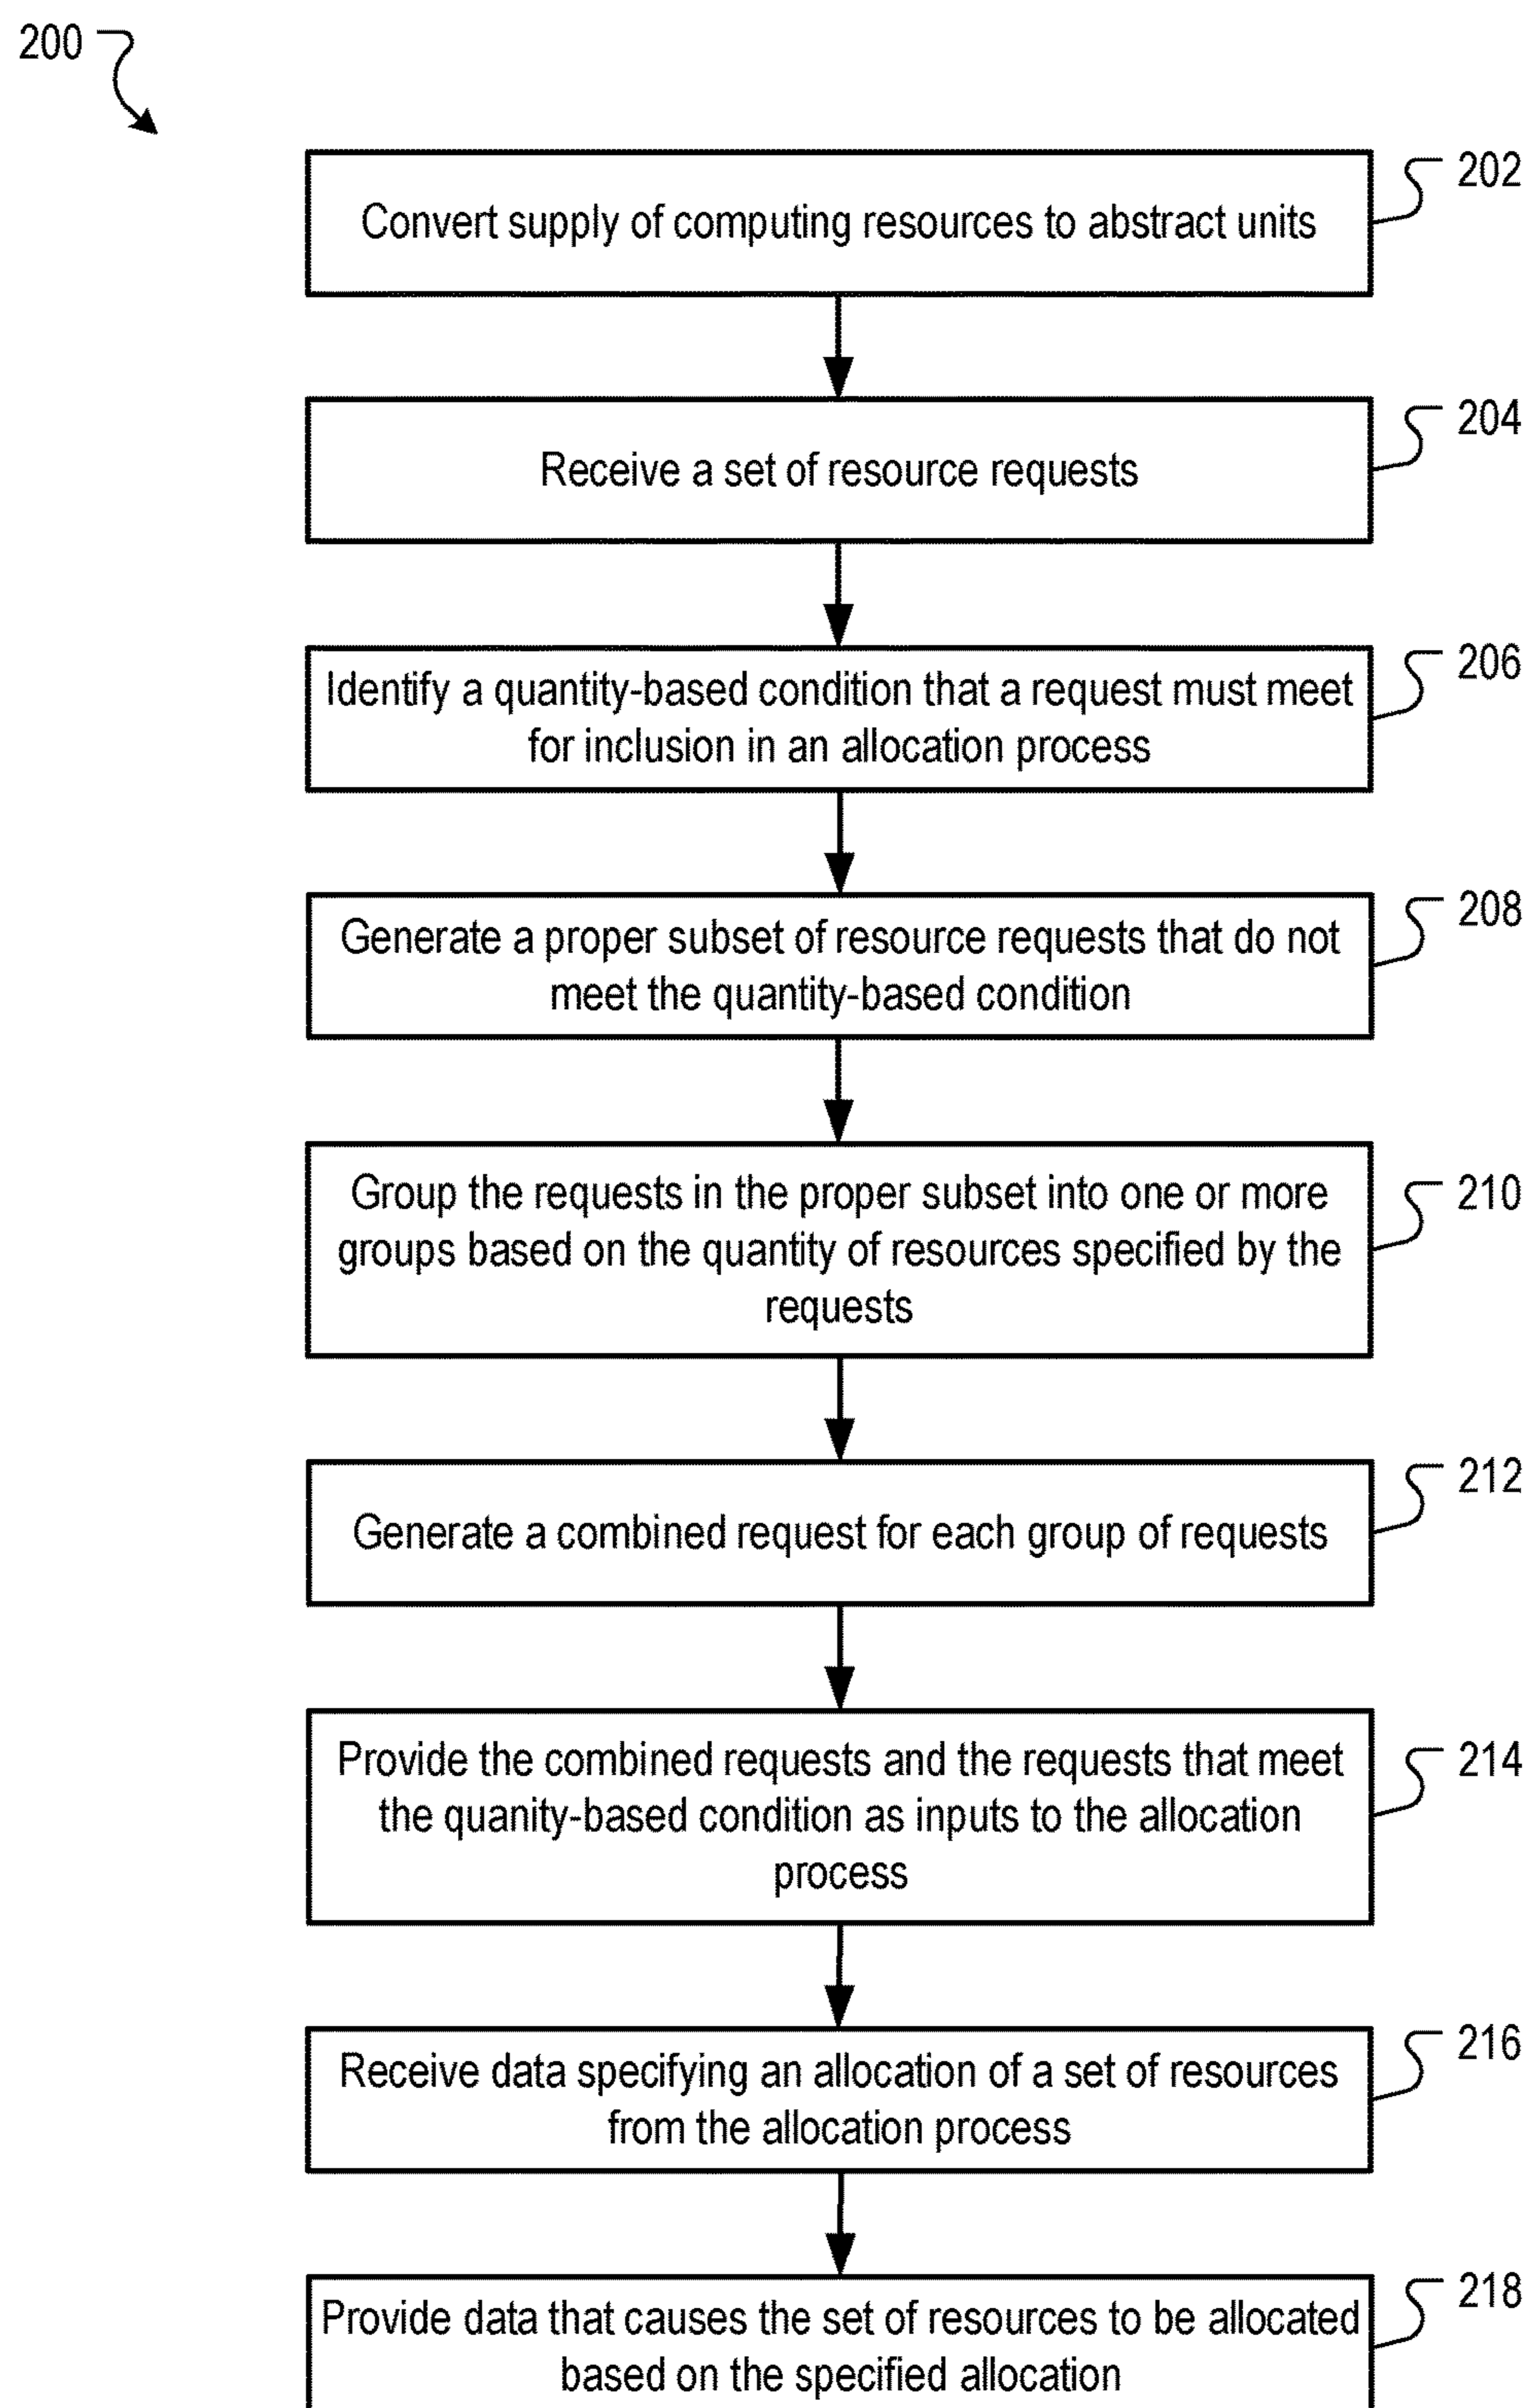 200
Convert supply of computing resources to abstract units
202
Receive a set of resource requests
204
Identify a quantity-based condition that a request must meet
for inclusion in an allocation process
206
Generate a proper subset of resource requests that do not
meet the quantity-based condition
208
Group the requests in the proper subset into one or more
groups based on the quantity of resources specified by the
requests
210
Generate a combined request for each group of requests
212
Provide the combined requests and the requests that meet
the quanity-based condition as inputs to the allocation
process
214
Receive data specifying an allocation of a set of resources
from the allocation process
216
Provide data that causes the set of resources to be allocated
based on the specified allocation
218